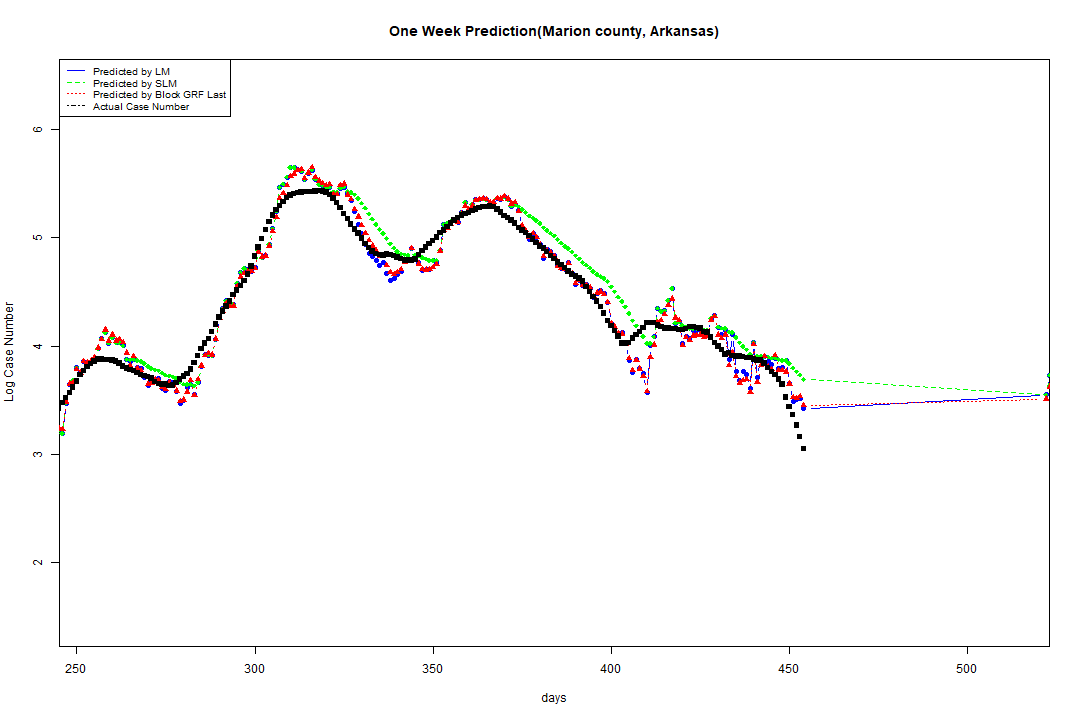 One Week Prediction(Marion county, Arkansas)
Predicted by LM
Predicted by SLM
Predicted by Block GRF Last
Actual Case Number
Log Case Number
6
5
4
3
2
250 300 350 400 450 500
days